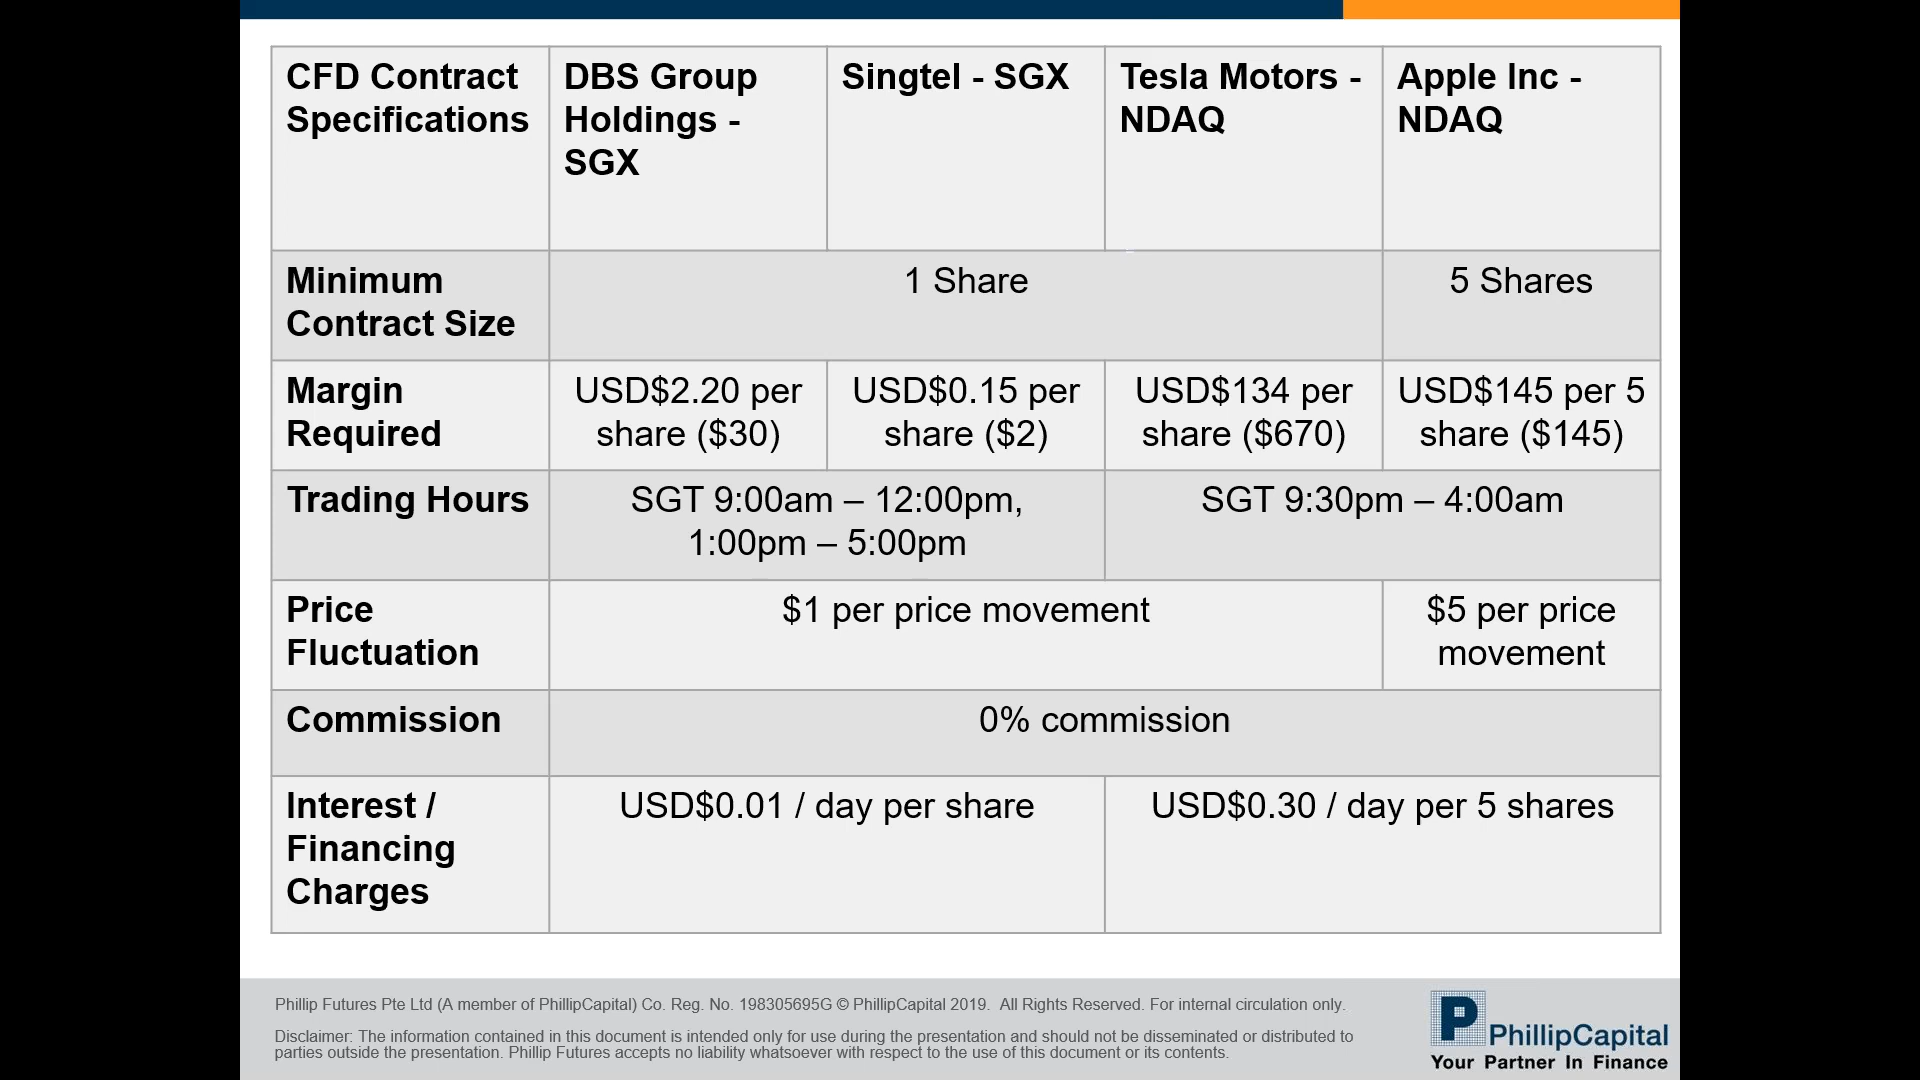 CFD Contract
Specifications
DBS Group
Holdings -
SGX
Singtel - SGX
Tesla Motors -
NDAQ
Apple Inc -
NDAQ
Minimum
Contract Size
1 Share
5 Shares
Margin
Required
USD$2.20 per
share ($30)
USD$0.15 per
share ($2)
USD$134 per
share ($670)
USD$145 per 5
share ($145)
Trading Hours
SGT 9:00am – 12:00pm,
1:00pm – 5:00pm
SGT 9:30pm – 4:00am
Price
Fluctuation
$1 per price movement
$5 per price
movement
Commission
0% commission
Interest /
Financing
Charges
USD$0.01 / day per share
USD$0.30 / day per 5 shares
Phillip Futures Pte Ltd (A member of PhillipCapital) Co. Reg. No. 198305695G © PhillipCapital 2019. All Rights Reserved. For internal circulation only.
Disclaimer: The information contained in this document is intended only for use during the presentation and should not be disseminated or distributed to
parties outside the presentation. Phillip Futures accepts no liability whatsoever with respect to the use of this document or its contents.
P
PhillipCapital
Your Partner In Finance